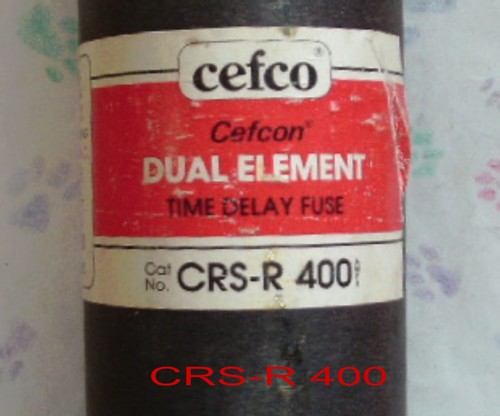 cefco®
Cefcon®
DUAL ELEMENT
TIME DELAY FUSE
Cat
No. CRS-R 400
CRS-R 400